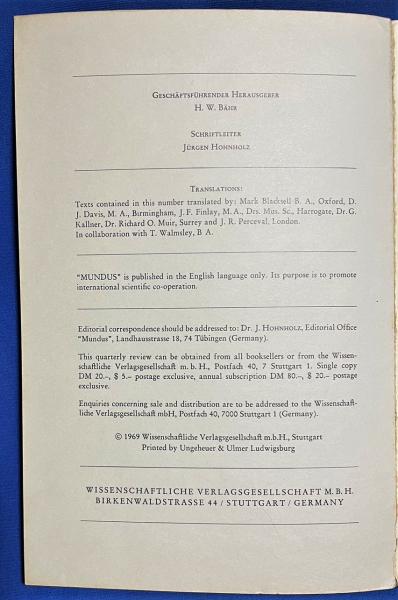 GESCHÄFTSFÜHRENDER HERAUSGEBER
H. W. BÄHR
SCHRIFTLEITER
JÜRGEN HOHNHOLZ
TRANSLATIONS:
Texts contained in this number translated by: Mark Blacksell B. A., Oxford, D.
J. Davis, M. A., Birmingham, J. F. Finlay, M. A., Drs. Mus. Sc., Harrogate, Dr. G.
Kallner, Dr. Richard O. Muir, Surrey and J. R. Perceval, London.
In collaboration with T. Walmsley, B A.
"MUNDUS" is published in the English language only. Its purpose is to promote
international scientific co-operation.
Editorial correspondence should be addressed to: Dr. J. HOHNHOLZ, Editorial Office
"Mundus", Landhausstrasse 18, 74 Tübingen (Germany).
This quarterly review can be obtained from all booksellers or from the Wissen-
schaftliche Verlagsgesellschaft m. b. H., Postfach 40, 7 Stuttgart 1. Single copy
DM 20.–, $ 5.– postage exclusive, annual subscription DM 80.–, $ 20.– postage
exclusive.
Enquiries concerning sale and distribution are to be addressed to the Wissenschaft-
liche Verlagsgesellschaft mbH, Postfach 40, 7000 Stuttgart 1 (Germany).
© 1969 Wissenschaftliche Verlagsgesellschaft m.b.H., Stuttgart
Printed by Ungeheuer & Ulmer Ludwigsburg
WISSENSCHAFTLICHE VERLAGSGESELLSCHAFT M. B. H.
BIRKENWALDSTRASSE 44 / STUTTGART / GERMANY